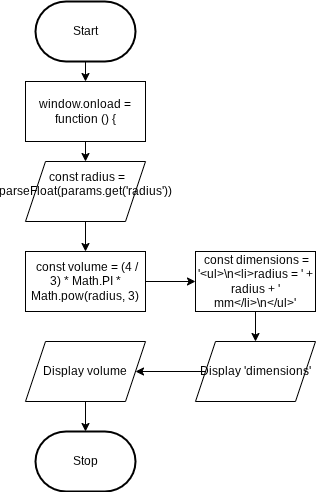 Start
window.onload =
function () {
const radius =
parseFloat(params.get('radius'))
const volume = (4 /
3) * Math.PI *
Math.pow(radius, 3)
const dimensions =
'<ul>\n<li>radius = ' +
radius + '
mm</li>\n</ul>'
Display 'dimensions'
Display volume
Stop